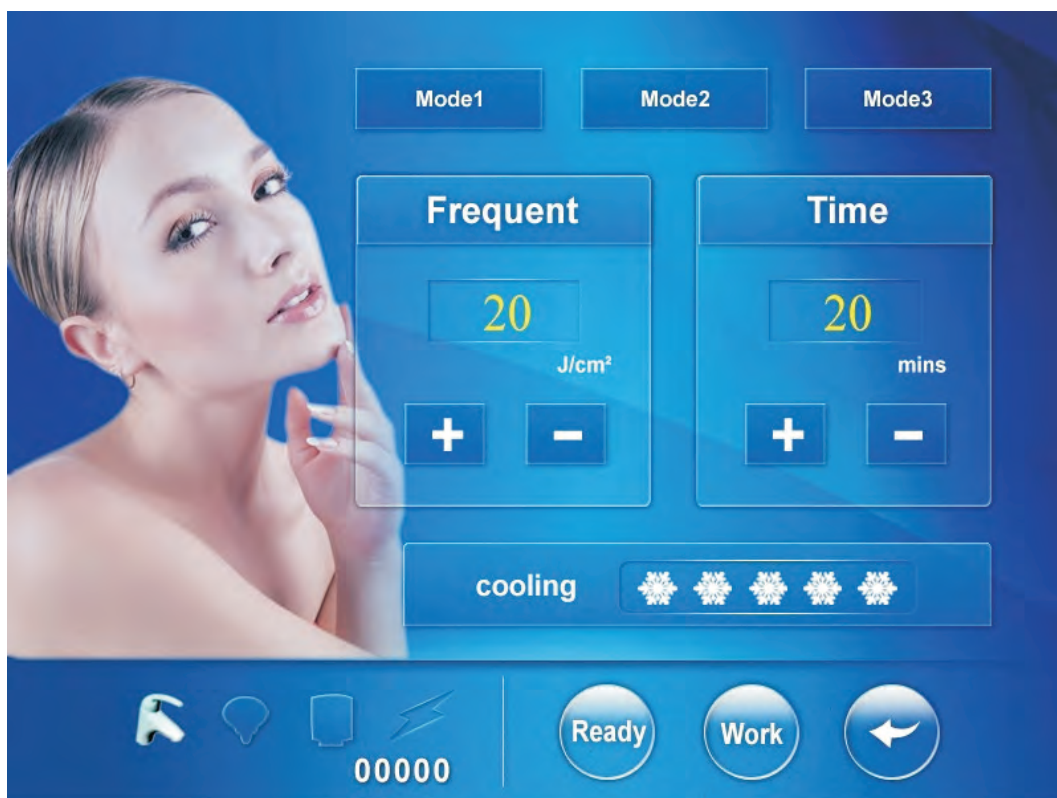 Mode1 Mode2 Mode3
Frequent Time
20 20
J/cm² mins
+ − + −
cooling
Ready Work
00000